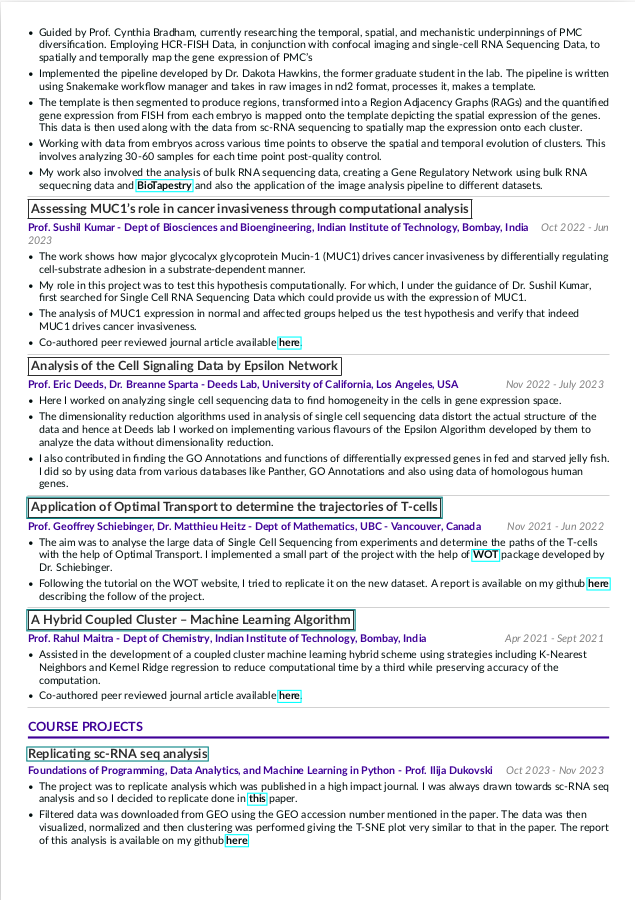 • Guided by Prof. Cynthia Bradham, currently researching the temporal, spatial, and mechanistic underpinnings of PMC
diversification. Employing HCR-FISH Data, in conjunction with confocal imaging and single-cell RNA Sequencing Data, to
spatially and temporally map the gene expression of PMC's
• Implemented the pipeline developed by Dr. Dakota Hawkins, the former graduate student in the lab. The pipeline is written
using Snakemake workflow manager and takes in raw images in nd2 format, processes it, makes a template.
• The template is then segmented to produce regions, transformed into a Region Adjacency Graphs (RAGs) and the quantified
gene expression from FISH from each embryo is mapped onto the template depicting the spatial expression of the genes.
This data is then used along with the data from sc-RNA sequencing to spatially map the expression onto each cluster.
• Working with data from embryos across various time points to observe the spatial and temporal evolution of clusters. This
involves analyzing 30-60 samples for each time point post-quality control.
• My work also involved the analysis of bulk RNA sequencing data, creating a Gene Regulatory Network using bulk RNA
sequecning data and BioTapestry and also the application of the image analysis pipeline to different datasets.
Assessing MUC1's role in cancer invasiveness through computational analysis
Prof. Sushil Kumar - Dept of Biosciences and Bioengineering, Indian Institute of Technology, Bombay, India Oct 2022 - Jun
2023
• The work shows how major glycocalyx glycoprotein Mucin-1 (MUC1) drives cancer invasiveness by differentially regulating
cell-substrate adhesion in a substrate-dependent manner.
• My role in this project was to test this hypothesis computationally. For which, I under the guidance of Dr. Sushil Kumar,
first searched for Single Cell RNA Sequencing Data which could provide us with the expression of MUC1.
• The analysis of MUC1 expression in normal and affected groups helped us the test hypothesis and verify that indeed
MUC1 drives cancer invasiveness.
• Co-authored peer reviewed journal article available here.
Analysis of the Cell Signaling Data by Epsilon Network
Prof. Eric Deeds, Dr. Breanne Sparta - Deeds Lab, University of California, Los Angeles, USA Nov 2022 - July 2023
• Here I worked on analyzing single cell sequencing data to find homogeneity in the cells in gene expression space.
• The dimensionality reduction algorithms used in analysis of single cell sequencing data distort the actual structure of the
data and hence at Deeds lab I worked on implementing various flavours of the Epsilon Algorithm developed by them to
analyze the data without dimensionality reduction.
• I also contributed in finding the GO Annotations and functions of differentially expressed genes in fed and starved jelly fish.
I did so by using data from various databases like Panther, GO Annotations and also using data of homologous human
genes.
Application of Optimal Transport to determine the trajectories of T-cells
Prof. Geoffrey Schiebinger, Dr. Matthieu Heitz - Dept of Mathematics, UBC - Vancouver, Canada Nov 2021 - Jun 2022
• The aim was to analyse the large data of Single Cell Sequencing from experiments and determine the paths of the T-cells
with the help of Optimal Transport. I implemented a small part of the project with the help of WOT package developed by
Dr. Schiebinger.
• Following the tutorial on the WOT website, I tried to replicate it on the new dataset. A report is available on my github here
describing the follow of the project.
A Hybrid Coupled Cluster – Machine Learning Algorithm
Prof. Rahul Maitra - Dept of Chemistry, Indian Institute of Technology, Bombay, India Apr 2021 - Sept 2021
• Assisted in the development of a coupled cluster machine learning hybrid scheme using strategies including K-Nearest
Neighbors and Kernel Ridge regression to reduce computational time by a third while preserving accuracy of the
computation.
• Co-authored peer reviewed journal article available here.
COURSE PROJECTS
Replicating sc-RNA seq analysis
Foundations of Programming, Data Analytics, and Machine Learning in Python - Prof. Ilija Dukovski Oct 2023 - Nov 2023
• The project was to replicate analysis which was published in a high impact journal. I was always drawn towards sc-RNA seq
analysis and so I decided to replicate done in this paper.
• Filtered data was downloaded from GEO using the GEO accession number mentioned in the paper. The data was then
visualized, normalized and then clustering was performed giving the T-SNE plot very similar to that in the paper. The report
of this analysis is available on my github here